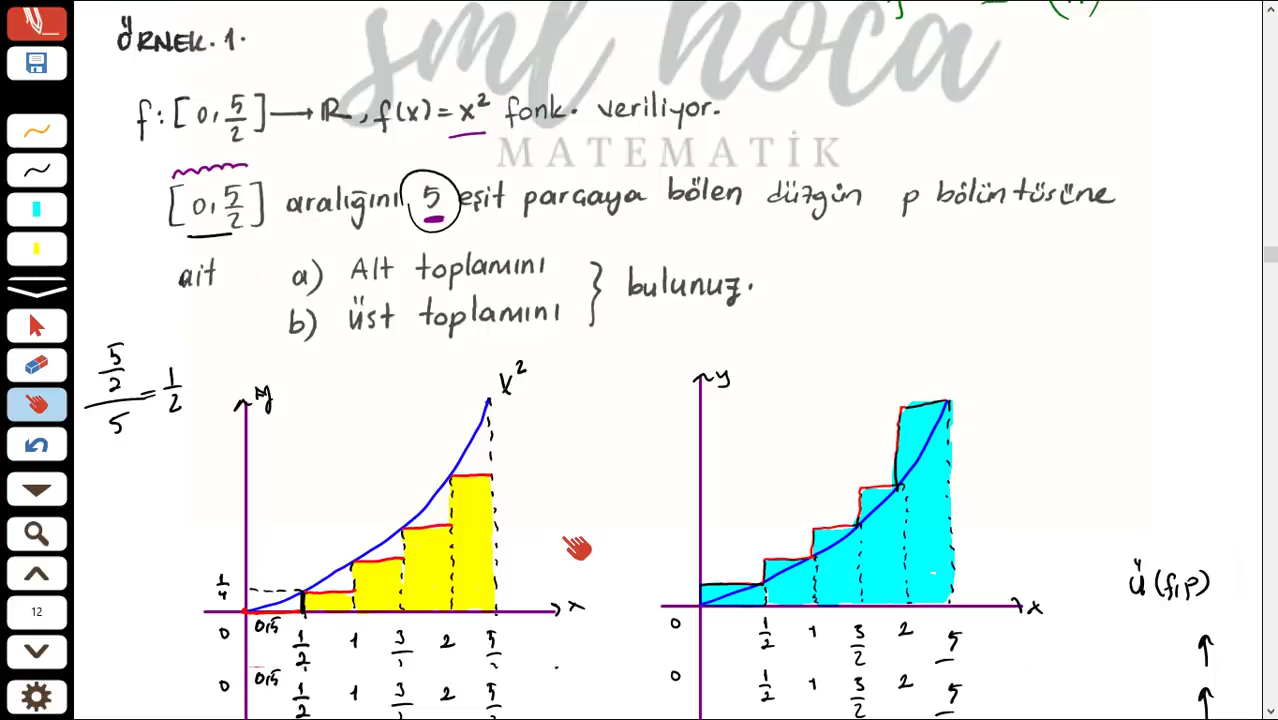 ÖRNEK.1.
sml hoca
MATEMATİK
f: [0, 5/2] → R, f(x) = x² fonk. veriliyor.
[0, 5/2] aralığını 5 eşit parçaya bölen düzgün p bölüntüsüne
ait a) Alt toplamını
b) Üst toplamını } bulunuz.
5/2 / 5 = 1/2
y x²
y
1/4
x
x
Ü(f,p)
0 0,5 1/2 1 3/2 2 5/2
0 1/2 1 3/2 2 5
0 0,5 1/2 1 3/2 2 5/2
0 1/2 1 3/2 2 5
12